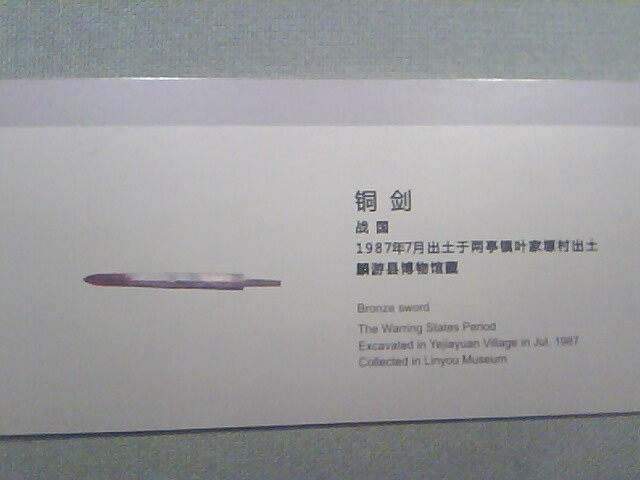 铜剑
战国
1987年7月出土于两亭镇叶家堰村出土
麟游县博物馆藏
Bronze sword
The Warring States Period
Excavated in Yejiayuan Village in Jul. 1987
Collected in Linyou Museum